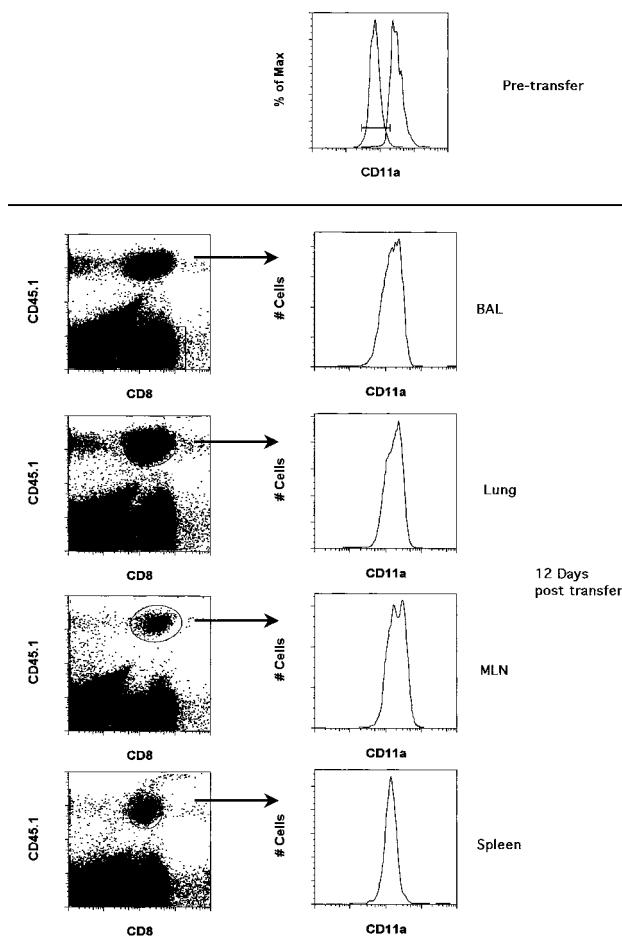 % of Max
CD11a
Pre-transfer
CD45.1
CD8
# Cells
CD11a
BAL
CD45.1
CD8
# Cells
CD11a
Lung
12 Days
post transfer
CD45.1
CD8
# Cells
CD11a
MLN
CD45.1
CD8
# Cells
CD11a
Spleen